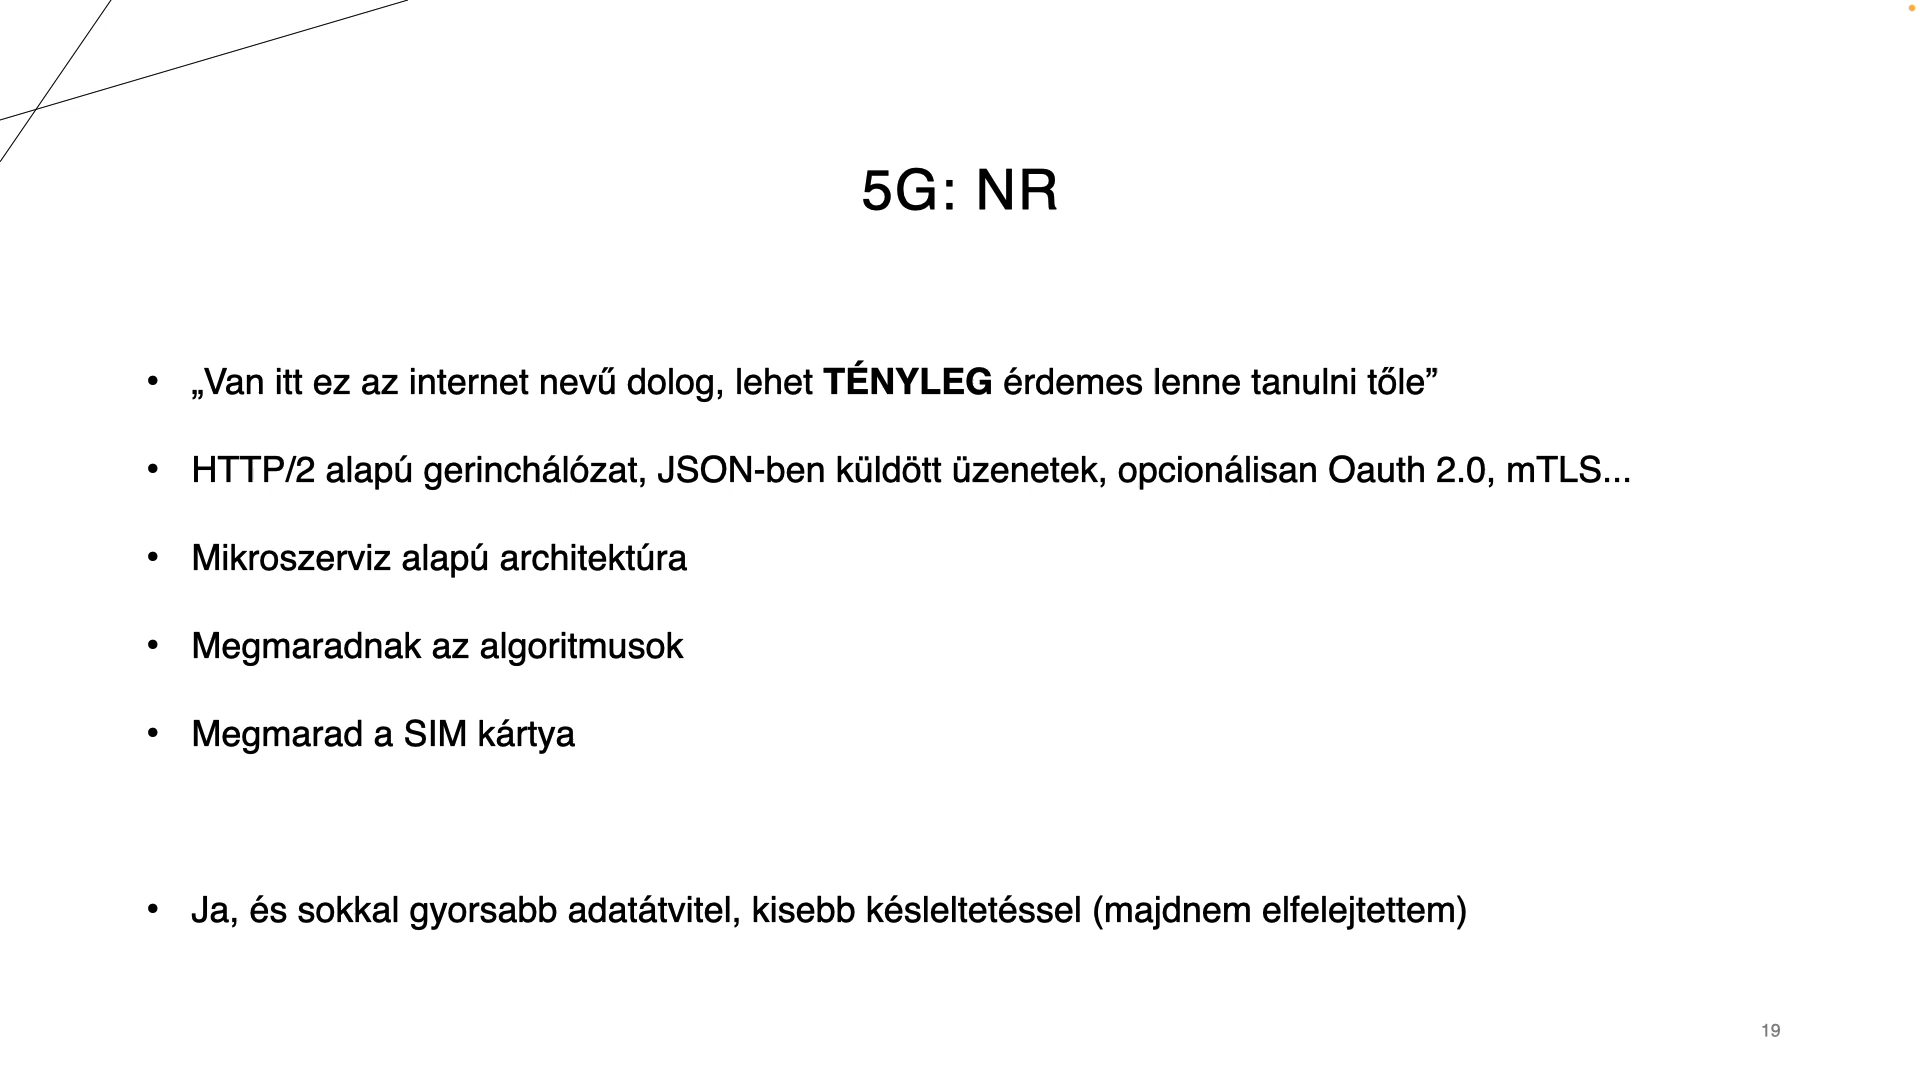 5G: NR
• „Van itt ez az internet nevű dolog, lehet TÉNYLEG érdemes lenne tanulni tőle”
• HTTP/2 alapú gerinchálózat, JSON-ben küldött üzenetek, opcionálisan Oauth 2.0, mTLS...
• Mikroszerviz alapú architektúra
• Megmaradnak az algoritmusok
• Megmarad a SIM kártya
• Ja, és sokkal gyorsabb adatátvitel, kisebb késleltetéssel (majdnem elfelejtettem)
19